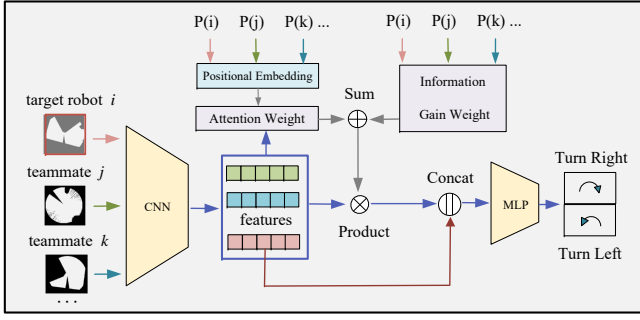 P(i) P(j) P(k) ...
P(i) P(j) P(k) ...
Positional Embedding
Attention Weight
Sum
Information
Gain Weight
target robot i
teammate j
teammate k
...
CNN
features
Product
Concat
MLP
Turn Right
Turn Left